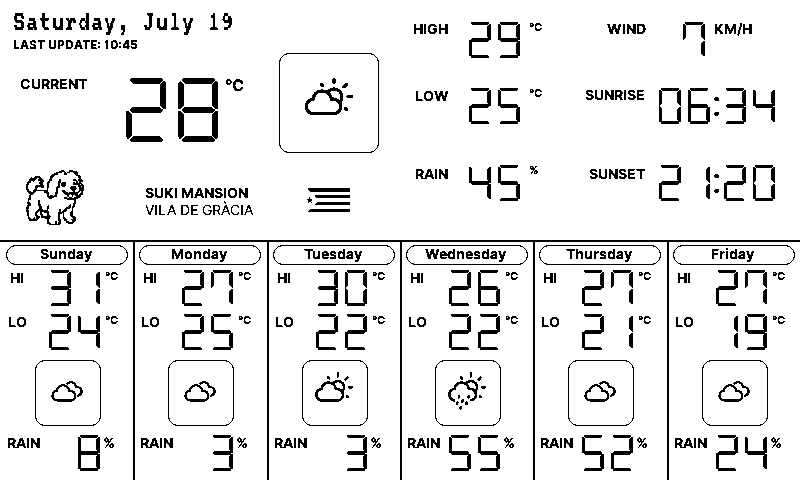 Saturday, July 19
LAST UPDATE: 10:45
CURRENT 28 °C
HIGH 29 °C
LOW 25 °C
RAIN 45 %
WIND 7 KM/H
SUNRISE 06:34
SUNSET 21:20
SUKI MANSION
VILA DE GRÀCIA
Sunday
HI 31 °C
LO 24 °C
RAIN 8 %
Monday
HI 27 °C
LO 25 °C
RAIN 3 %
Tuesday
HI 30 °C
LO 22 °C
RAIN 3 %
Wednesday
HI 26 °C
LO 22 °C
RAIN 55 %
Thursday
HI 27 °C
LO 21 °C
RAIN 52 %
Friday
HI 27 °C
LO 19 °C
RAIN 24 %